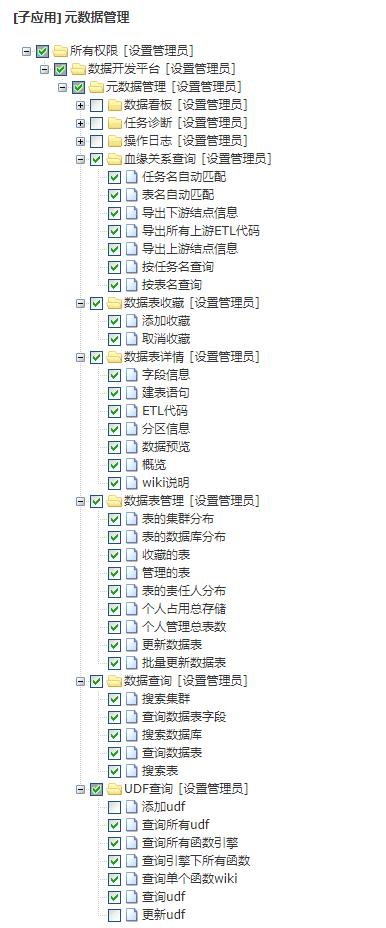 [子应用] 元数据管理
所有权限 [设置管理员]
数据开发平台 [设置管理员]
元数据管理 [设置管理员]
数据看板 [设置管理员]
任务诊断 [设置管理员]
操作日志 [设置管理员]
血缘关系查询 [设置管理员]
任务名自动匹配
表名自动匹配
导出下游结点信息
导出所有上游ETL代码
导出上游结点信息
按任务名查询
按表名查询
数据表收藏 [设置管理员]
添加收藏
取消收藏
数据表详情 [设置管理员]
字段信息
建表语句
ETL代码
分区信息
数据预览
概览
wiki说明
数据表管理 [设置管理员]
表的集群分布
表的数据库分布
收藏的表
管理的表
表的责任人分布
个人占用总存储
个人管理总表数
更新数据表
批量更新数据表
数据查询 [设置管理员]
搜索集群
查询数据表字段
搜索数据库
查询数据表
搜索表
UDF查询 [设置管理员]
添加udf
查询所有udf
查询所有函数引擎
查询引擎下所有函数
查询单个函数wiki
查询udf
更新udf